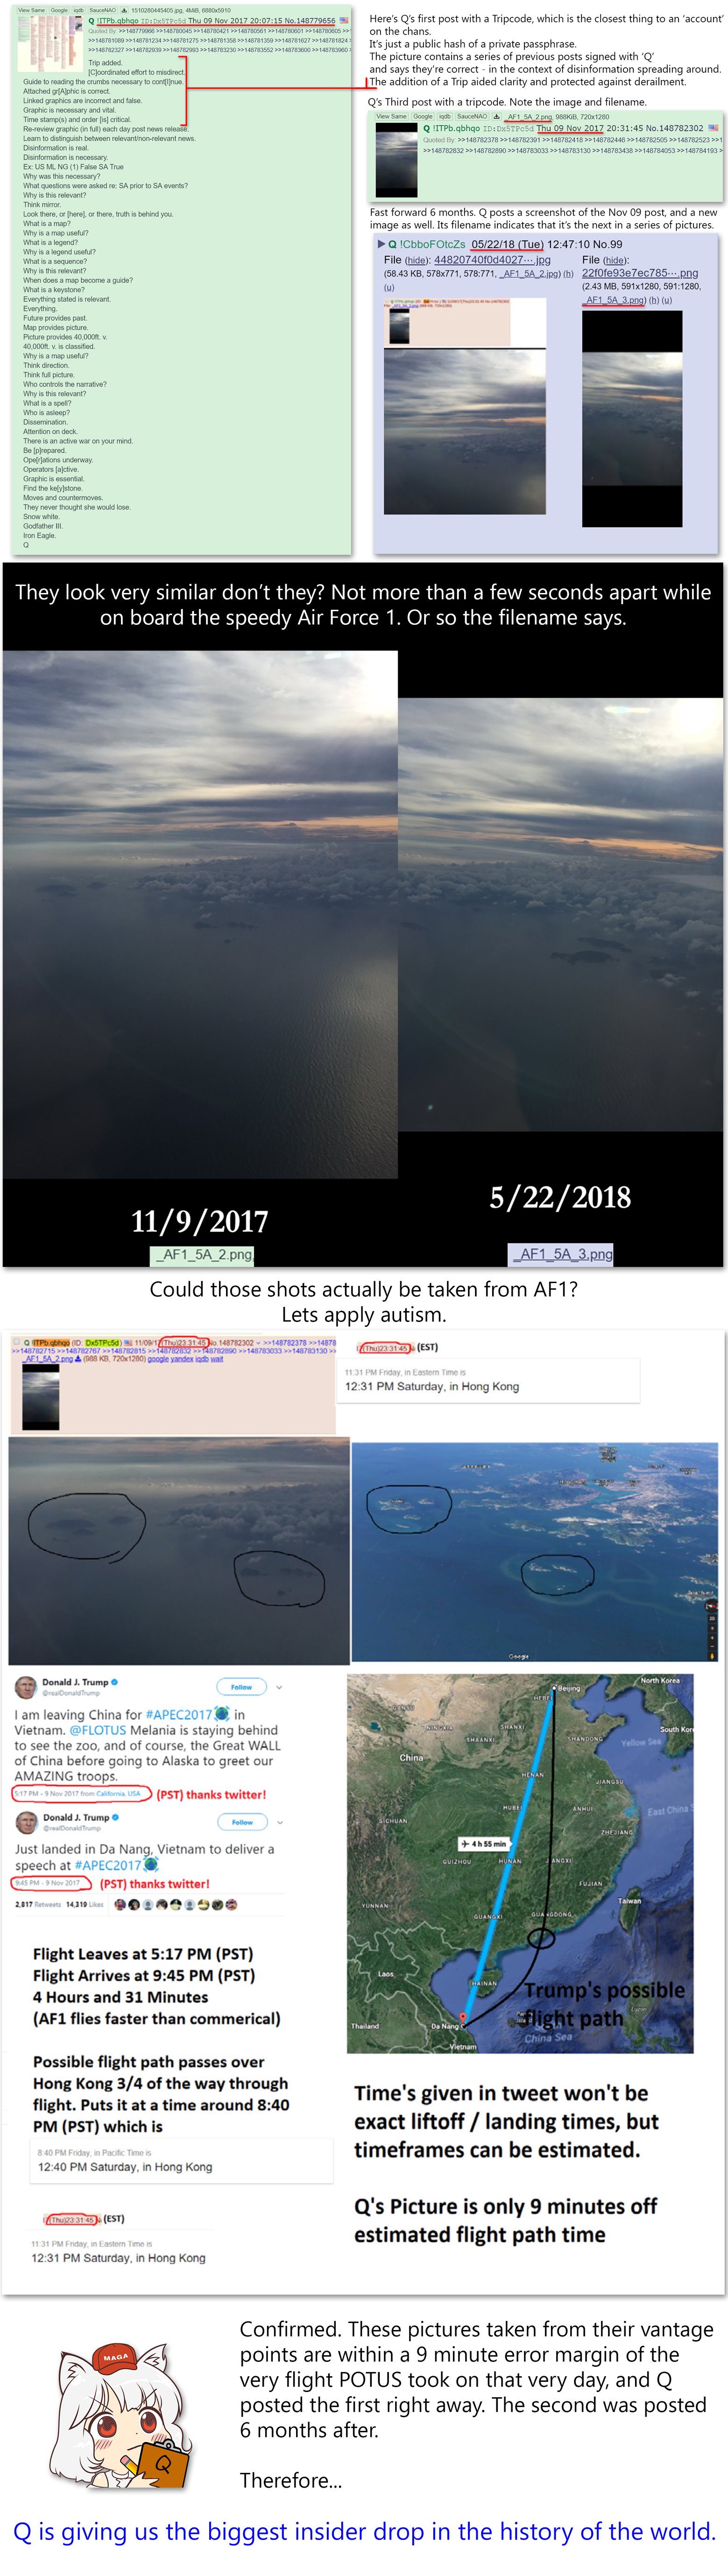 View Same Google iqdb SauceNAO 1510280445405.jpg, 4MiB, 6880x5910
Q !ITPb.qbhqo ID:Dx5TPc5d Thu 09 Nov 2017 20:07:15 No.148779656
Quoted By: >>148779966 >>148780045 >>148780421 >>148780561 >>148780601 >>148780605
>>148781089 >>148781234 >>148781275 >>148781358 >>148781359 >>148781627 >>148781824
>>148782327 >>148782939 >>148782993 >>148783230 >>148783552 >>148783600 >>148783960
Trip added.
[C]oordinated effort to misdirect.
Guide to reading the crumbs necessary to cont[i]nue.
Attached gr[A]phic is correct.
Linked graphics are incorrect and false.
Graphic is necessary and vital.
Time stamp(s) and order [is] critical.
Re-review graphic (in full) each day post news release.
Learn to distinguish between relevant/non-relevant news.
Disinformation is real.
Disinformation is necessary.
Ex: US ML NG (1) False SA True
Why was this necessary?
What questions were asked re: SA prior to SA events?
Why is this relevant?
Think mirror.
Look there, or [here], or there, truth is behind you.
What is a map?
Why is a map useful?
What is a legend?
Why is a legend useful?
What is a sequence?
Why is this relevant?
When does a map become a guide?
What is a keystone?
Everything stated is relevant.
Everything.
Future provides past.
Map provides picture.
Picture provides 40,000ft. v.
40,000ft. v. is classified.
Why is a map useful?
Think direction.
Think full picture.
Who controls the narrative?
Why is this relevant?
What is a spell?
Who is asleep?
Dissemination.
Attention on deck.
There is an active war on your mind.
Be [p]repared.
Ope[r]ations underway.
Operators [a]ctive.
Graphic is essential.
Find the ke[y]stone.
Moves and countermoves.
They never thought she would lose.
Snow white.
Godfather III.
Iron Eagle.
Q
Here's Q's first post with a Tripcode, which is the closest thing to an 'account'
on the chans.
It's just a public hash of a private passphrase.
The picture contains a series of previous posts signed with 'Q'
and says they're correct - in the context of disinformation spreading around.
The addition of a Trip aided clarity and protected against derailment.
Q's Third post with a tripcode. Note the image and filename.
View Same Google iqdb SauceNAO _AF1_5A_2.png, 988KiB, 720x1280
Q !ITPb.qbhqo ID:Dx5TPc5d Thu 09 Nov 2017 20:31:45 No.148782302
Quoted By: >>148782378 >>148782391 >>148782418 >>148782446 >>148782505 >>148782523 >>1
>>148782832 >>148782890 >>148783033 >>148783138 >>148783438 >>148784053 >>148784193 >>
Fast forward 6 months. Q posts a screenshot of the Nov 09 post, and a new
image as well. Its filename indicates that it's the next in a series of pictures.
Q !CbboFOtcZs 05/22/18 (Tue) 12:47:10 No.99
File (hide): 44820740f0d4027⋯.jpg
(58.43 KB, 578x771, 578:771, _AF1_5A_2.jpg) (h)
(u)
File (hide):
22f0fe93e7ec785⋯.png
(2.43 MB, 591x1280, 591:1280,
_AF1_5A_3.png) (h) (u)
They look very similar don't they? Not more than a few seconds apart while
on board the speedy Air Force 1. Or so the filename says.
11/9/2017
_AF1_5A_2.png
5/22/2018
_AF1_5A_3.png
Could those shots actually be taken from AF1?
Lets apply autism.
Q !ITPb.qbhqo (ID: Dx5TPc5d) 11/09/17(Thu)23:31:45 No.148782302 >>148782378 >>14878
>>148782715 >>148782767 >>148782815 >>148782832 >>148782890 >>148783033 >>148783130 >>
_AF1_5A_2.png (988 KB, 720x1280) google yandex iqdb wait
(Thu)23:31:45 (EST)
11:31 PM Friday, in Eastern Time is
12:31 PM Saturday, in Hong Kong
Google
Donald J. Trump
@realDonaldTrump
Follow
I am leaving China for #APEC2017 in
Vietnam. @FLOTUS Melania is staying behind
to see the zoo, and of course, the Great WALL
of China before going to Alaska to greet our
AMAZING troops.
5:17 PM - 9 Nov 2017 from California, USA (PST) thanks twitter!
Donald J. Trump
@realDonaldTrump
Follow
Just landed in Da Nang, Vietnam to deliver a
speech at #APEC2017
9:45 PM - 9 Nov 2017 (PST) thanks twitter!
2,817 Retweets 14,319 Likes
Beijing
North Korea
HEBEI
NINGXIA
SHANXI
SHAANXI
SHANDONG
South Kor
Yellow Sea
China
HENAN
JIANGSU
HUBEI
ANHUI
East China S
SICHUAN
ZHEJIANG
4 h 55 min
GUIZHOU
HUNAN
JIANGXI
FUJIAN
YUNNAN
GUANGXI
GUANGDONG
Taiwan
Laos
HAINAN
Trump's possible
flight path
Da Nang
Luzon
Thailand
Vietnam
China Sea
Flight Leaves at 5:17 PM (PST)
Flight Arrives at 9:45 PM (PST)
4 Hours and 31 Minutes
(AF1 flies faster than commerical)
Possible flight path passes over
Hong Kong 3/4 of the way through
flight. Puts it at a time around 8:40
PM (PST) which is
8:40 PM Friday, in Pacific Time is
12:40 PM Saturday, in Hong Kong
(Thu)23:31:45 (EST)
11:31 PM Friday, in Eastern Time is
12:31 PM Saturday, in Hong Kong
Time's given in tweet won't be
exact liftoff / landing times, but
timeframes can be estimated.
Q's Picture is only 9 minutes off
estimated flight path time
MAGA
Q
Confirmed. These pictures taken from their vantage
points are within a 9 minute error margin of the
very flight POTUS took on that very day, and Q
posted the first right away. The second was posted
6 months after.
Therefore...
Q is giving us the biggest insider drop in the history of the world.